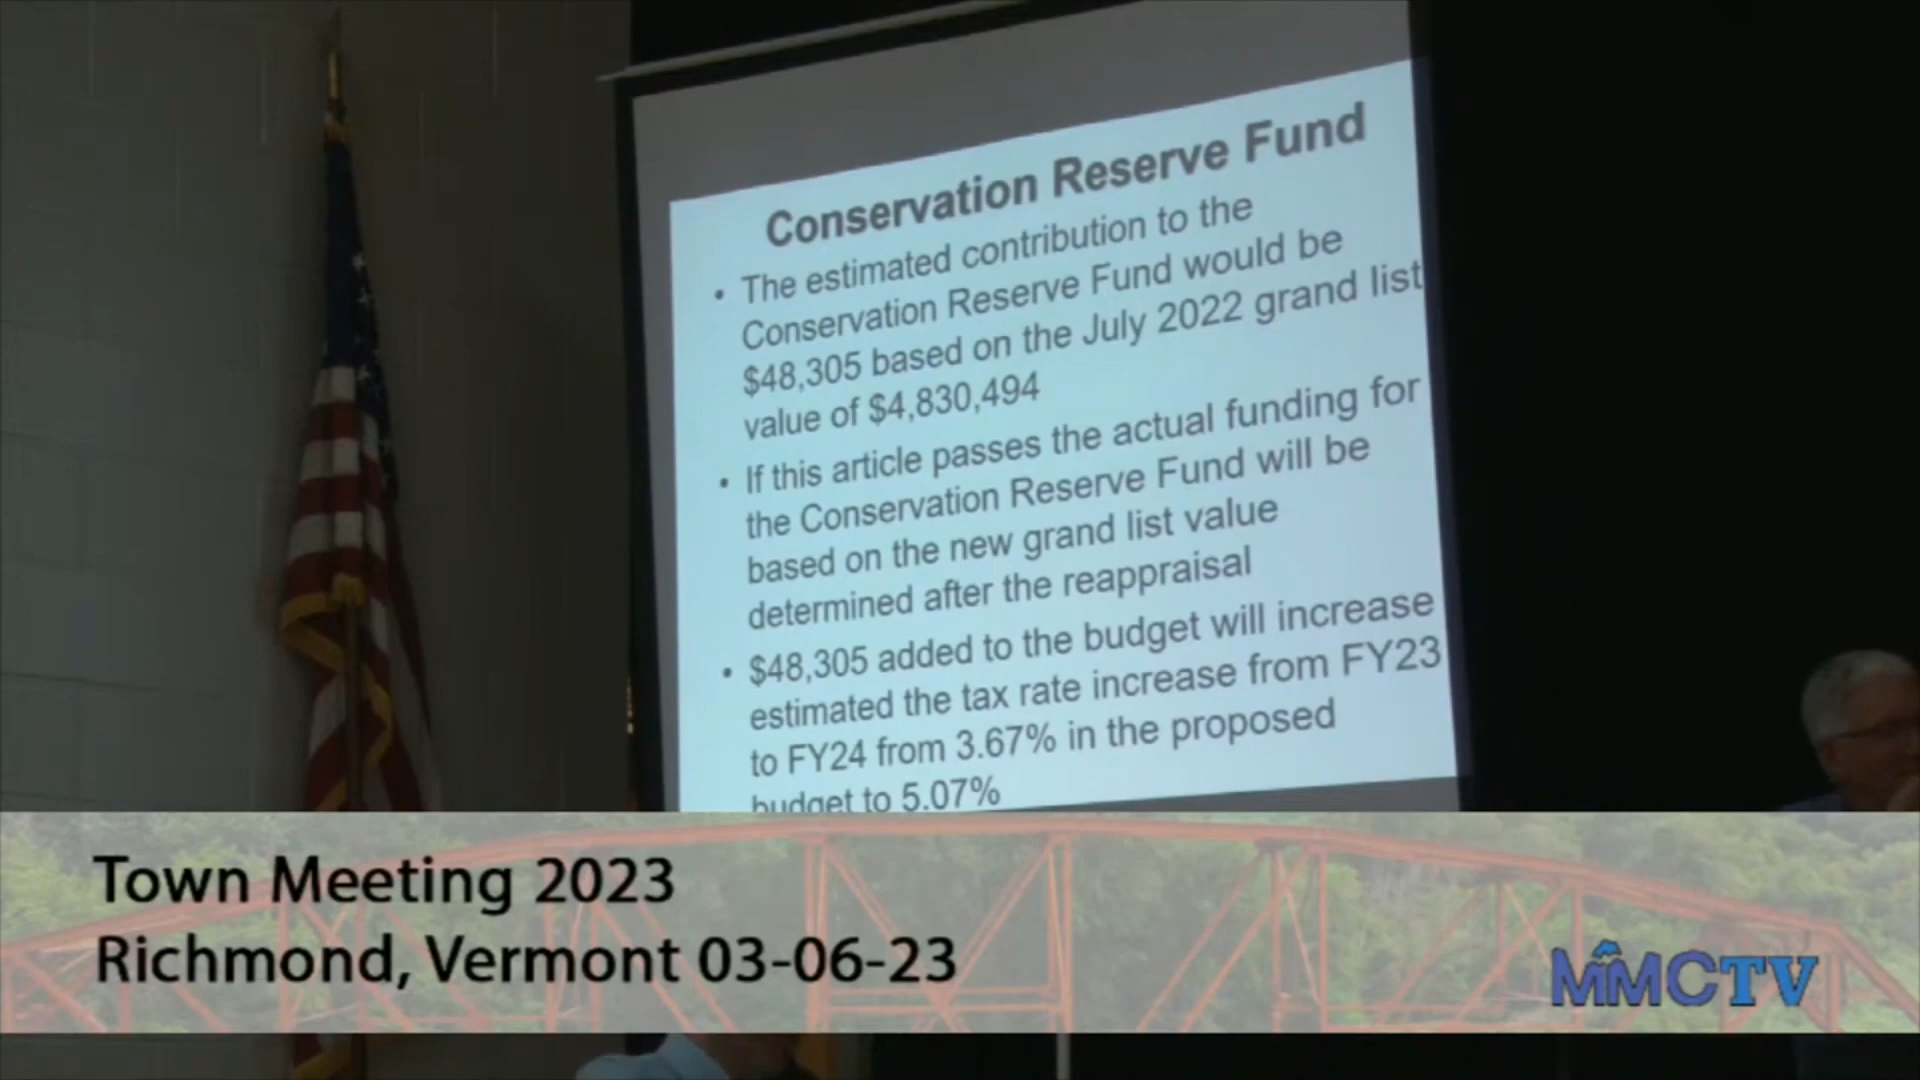 Conservation Reserve Fund
• The estimated contribution to the
Conservation Reserve Fund would be
$48,305 based on the July 2022 grand list
value of $4,830,494
• If this article passes the actual funding for
the Conservation Reserve Fund will be
based on the new grand list value
determined after the reappraisal
• $48,305 added to the budget will increase
estimated the tax rate increase from FY23
to FY24 from 3.67% in the proposed
budget to 5.07%
Town Meeting 2023
Richmond, Vermont 03-06-23
MMCTV